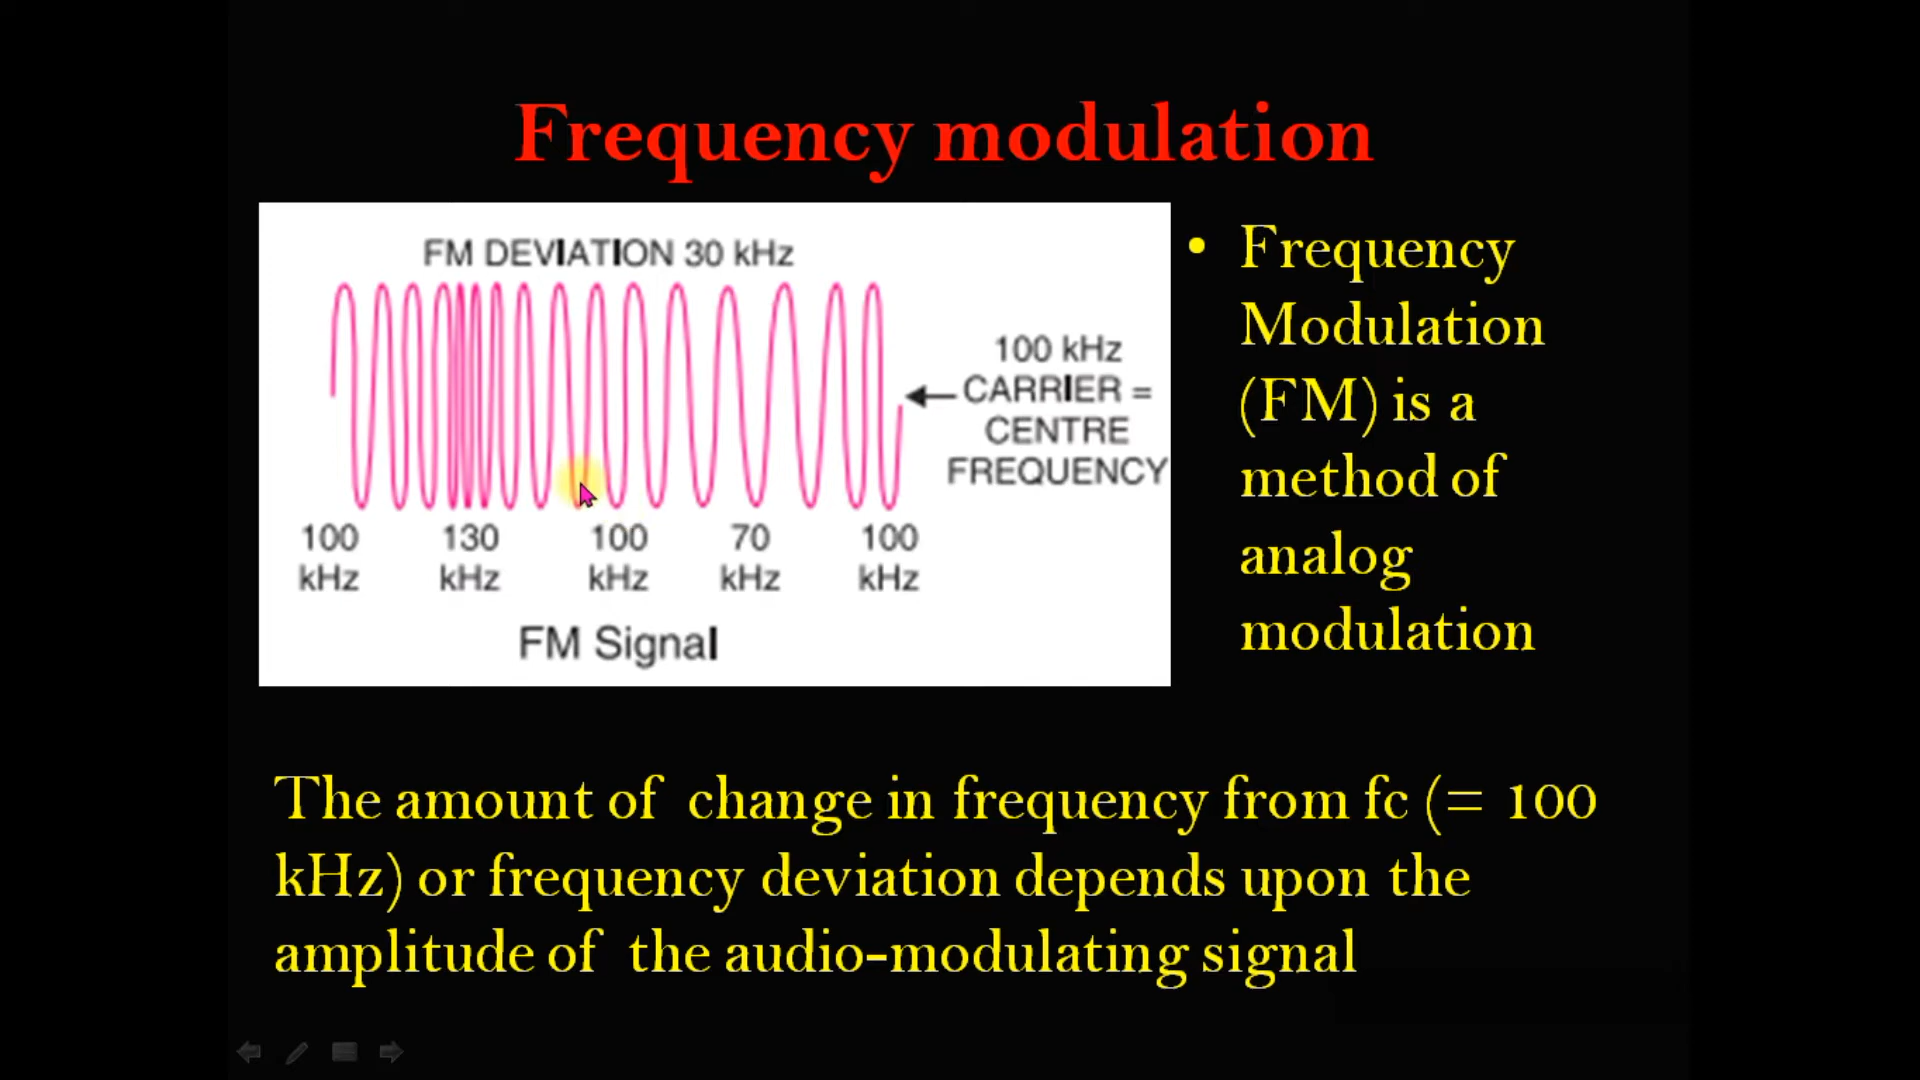 Frequency modulation
FM DEVIATION 30 kHz
100 kHz
CARRIER =
CENTRE
FREQUENCY
100 130 100 70 100
kHz kHz kHz kHz kHz
FM Signal
• Frequency
Modulation
(FM) is a
method of
analog
modulation
The amount of change in frequency from fc (= 100
kHz) or frequency deviation depends upon the
amplitude of the audio-modulating signal